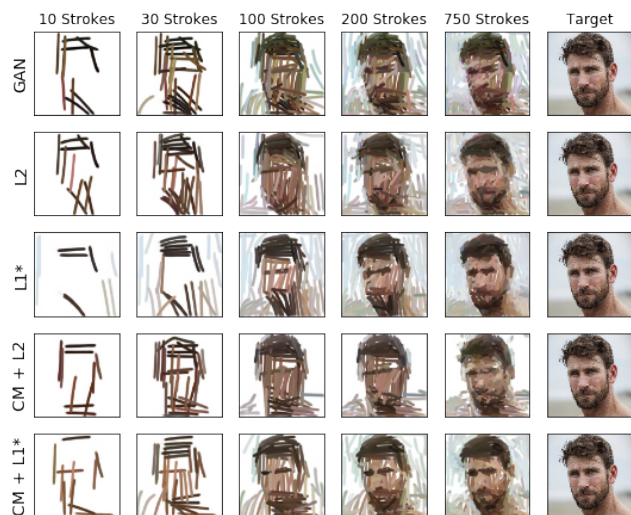 10 Strokes 30 Strokes 100 Strokes 200 Strokes 750 Strokes Target
GAN
L2
L1*
CM + L2
CM + L1*